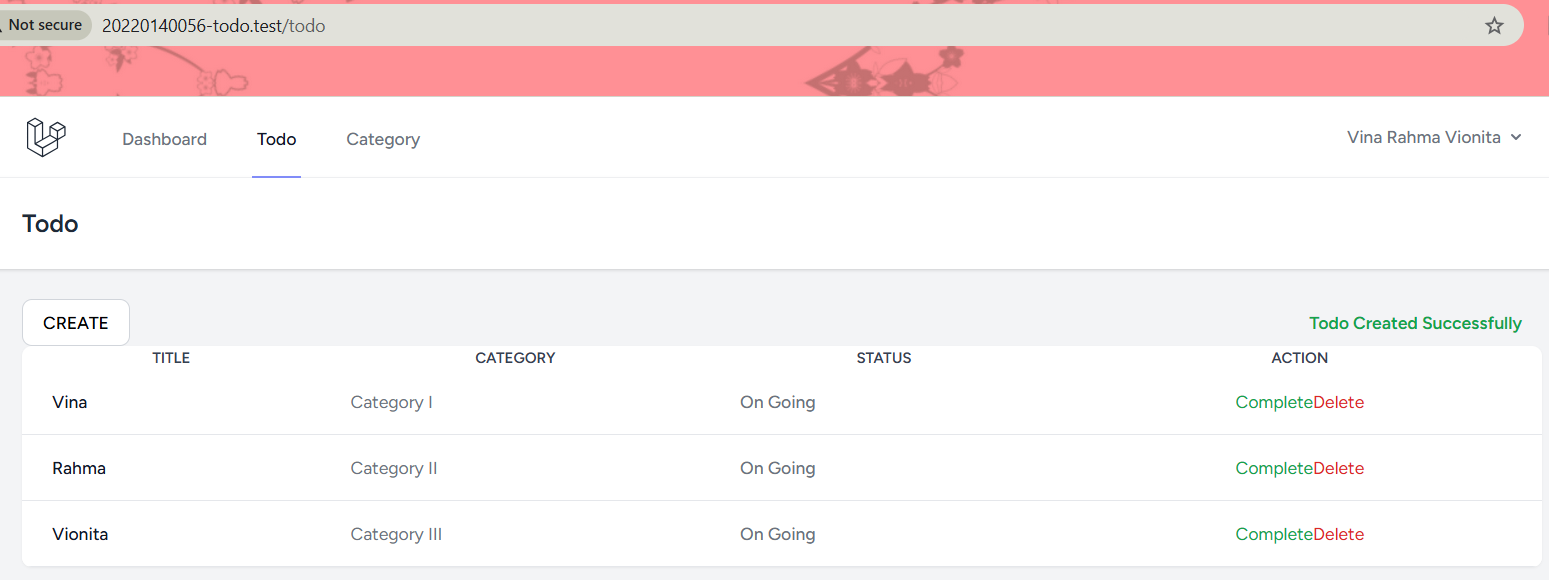 Not secure 20220140056-todo.test/todo
Dashboard Todo Category Vina Rahma Vionita
Todo
CREATE Todo Created Successfully
TITLE CATEGORY STATUS ACTION
Vina Category I On Going CompleteDelete
Rahma Category II On Going CompleteDelete
Vionita Category III On Going CompleteDelete